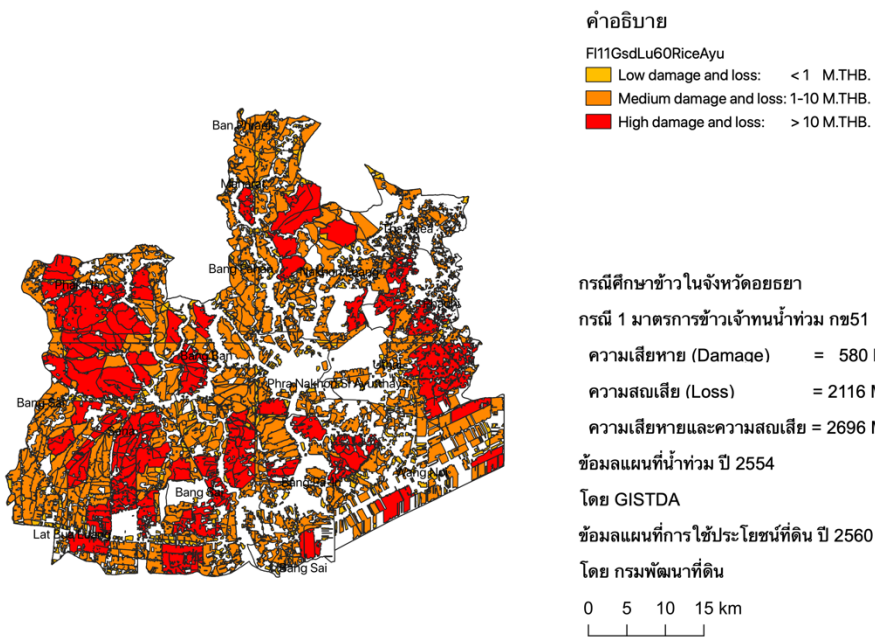 คำอธิบาย
Fl11GsdLu60RiceAyu
Low damage and loss: < 1 M.THB.
Medium damage and loss: 1-10 M.THB.
High damage and loss: > 10 M.THB.
Ban Phraek
Maharat
Tha Ruea
Bang Pahan
Nakhon Luang
Phak Hai
Bang Ban
Uthai
Phra Nakhon Si Ayutthaya
Bang Sai
Sena
Wang Noi
Bang Pa-in
Bang Sai
Lat Bua Luang
Bang Sai
กรณีศึกษาข้าวในจังหวัดอยุธยา
กรณี 1 มาตรการข้าวเจ้าทนน้ำท่วม กข51
ความเสียหาย (Damage) = 580
ความสูญเสีย (Loss) = 2116 M
ความเสียหายและความสูญเสีย = 2696 M
ข้อมูลแผนที่น้ำท่วม ปี 2554
โดย GISTDA
ข้อมูลแผนที่การใช้ประโยชน์ที่ดิน ปี 2560
โดย กรมพัฒนาที่ดิน
0 5 10 15 km